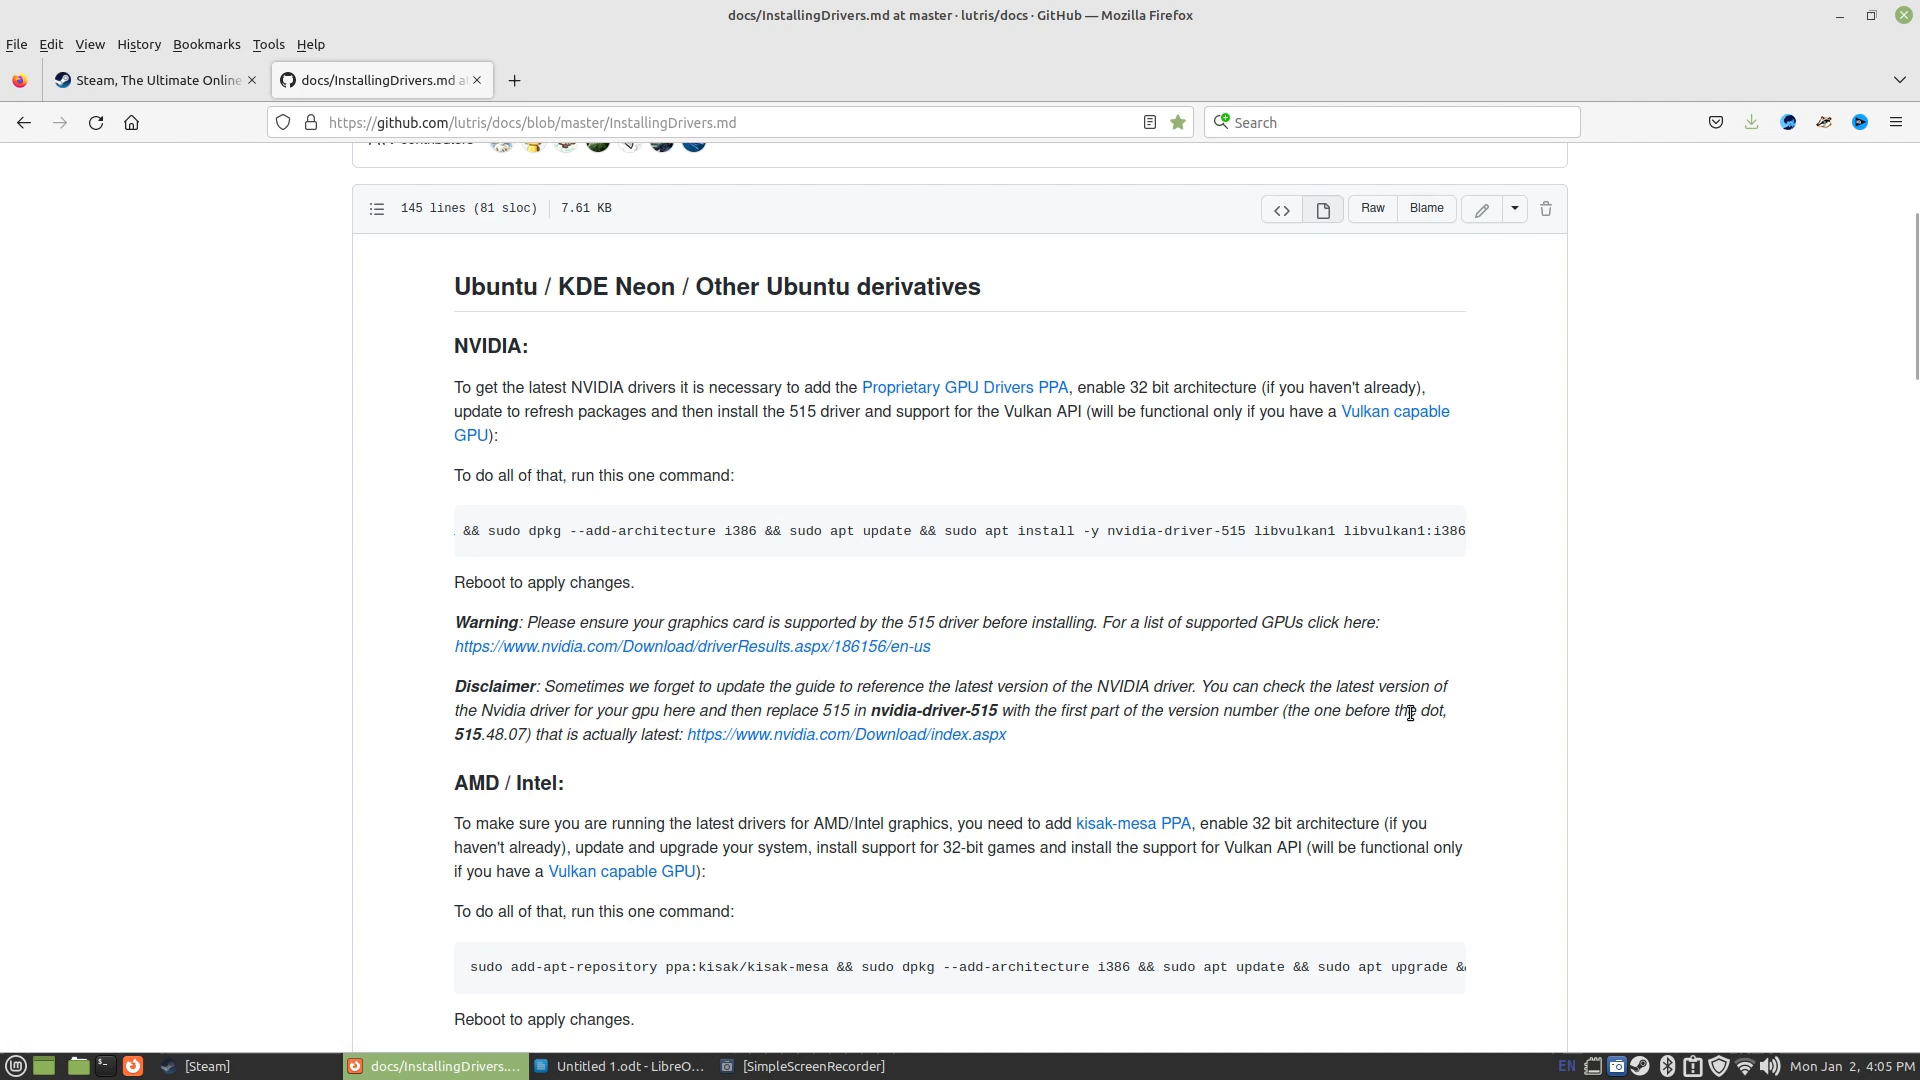 docs/InstallingDrivers.md at master · lutris/docs · GitHub — Mozilla Firefox
File Edit View History Bookmarks Tools Help
Steam, The Ultimate Online
docs/InstallingDrivers.md a
https://github.com/lutris/docs/blob/master/InstallingDrivers.md
Search
145 lines (81 sloc) 7.61 KB
Raw Blame
Ubuntu / KDE Neon / Other Ubuntu derivatives
NVIDIA:
To get the latest NVIDIA drivers it is necessary to add the Proprietary GPU Drivers PPA, enable 32 bit architecture (if you haven't already),
update to refresh packages and then install the 515 driver and support for the Vulkan API (will be functional only if you have a Vulkan capable
GPU):
To do all of that, run this one command:
&& sudo dpkg --add-architecture i386 && sudo apt update && sudo apt install -y nvidia-driver-515 libvulkan1 libvulkan1:i386
Reboot to apply changes.
Warning: Please ensure your graphics card is supported by the 515 driver before installing. For a list of supported GPUs click here:
https://www.nvidia.com/Download/driverResults.aspx/186156/en-us
Disclaimer: Sometimes we forget to update the guide to reference the latest version of the NVIDIA driver. You can check the latest version of
the Nvidia driver for your gpu here and then replace 515 in nvidia-driver-515 with the first part of the version number (the one before the dot,
515.48.07) that is actually latest: https://www.nvidia.com/Download/index.aspx
AMD / Intel:
To make sure you are running the latest drivers for AMD/Intel graphics, you need to add kisak-mesa PPA, enable 32 bit architecture (if you
haven't already), update and upgrade your system, install support for 32-bit games and install the support for Vulkan API (will be functional only
if you have a Vulkan capable GPU):
To do all of that, run this one command:
sudo add-apt-repository ppa:kisak/kisak-mesa && sudo dpkg --add-architecture i386 && sudo apt update && sudo apt upgrade &
Reboot to apply changes.
[Steam]
docs/InstallingDrivers....
Untitled 1.odt - LibreO...
[SimpleScreenRecorder]
EN
Mon Jan 2, 4:05 PM